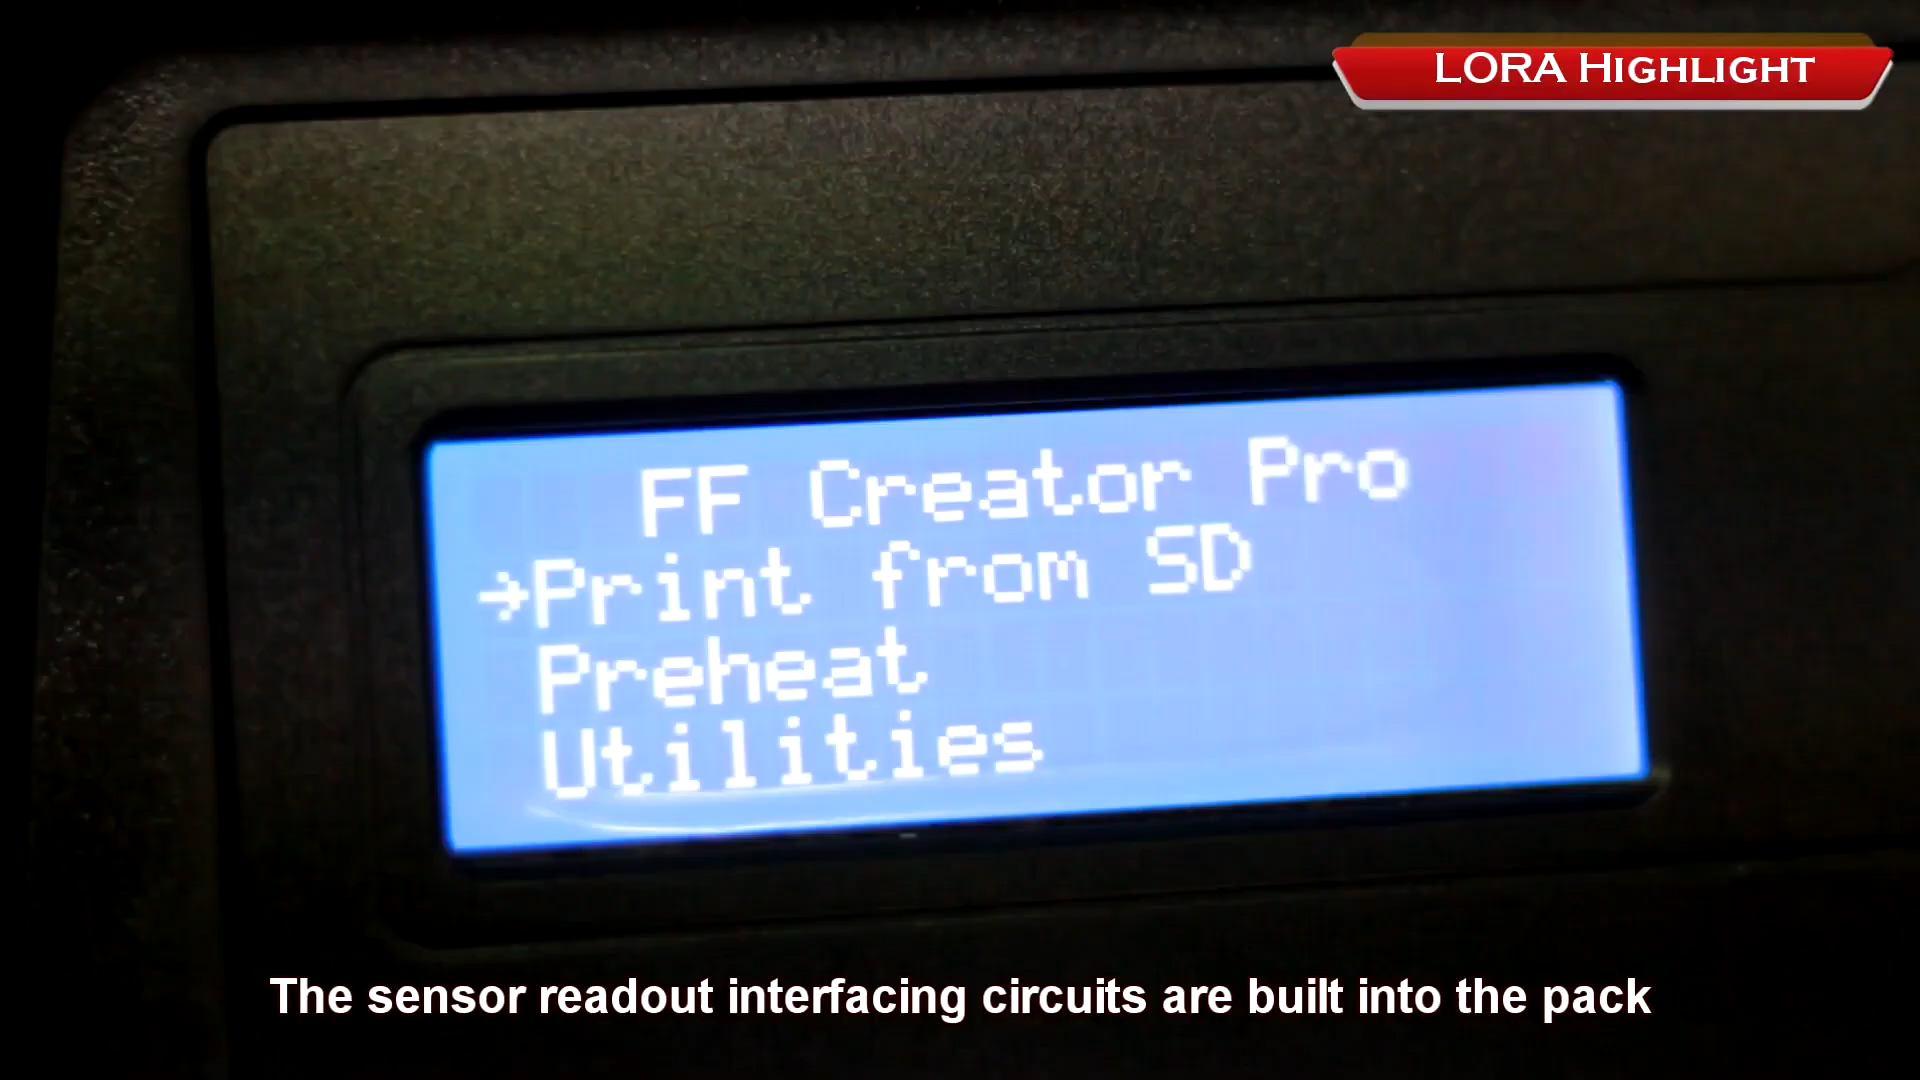 LORA HIGHLIGHT
FF Creator Pro
→Print from SD
Preheat
Utilities
The sensor readout interfacing circuits are built into the pack